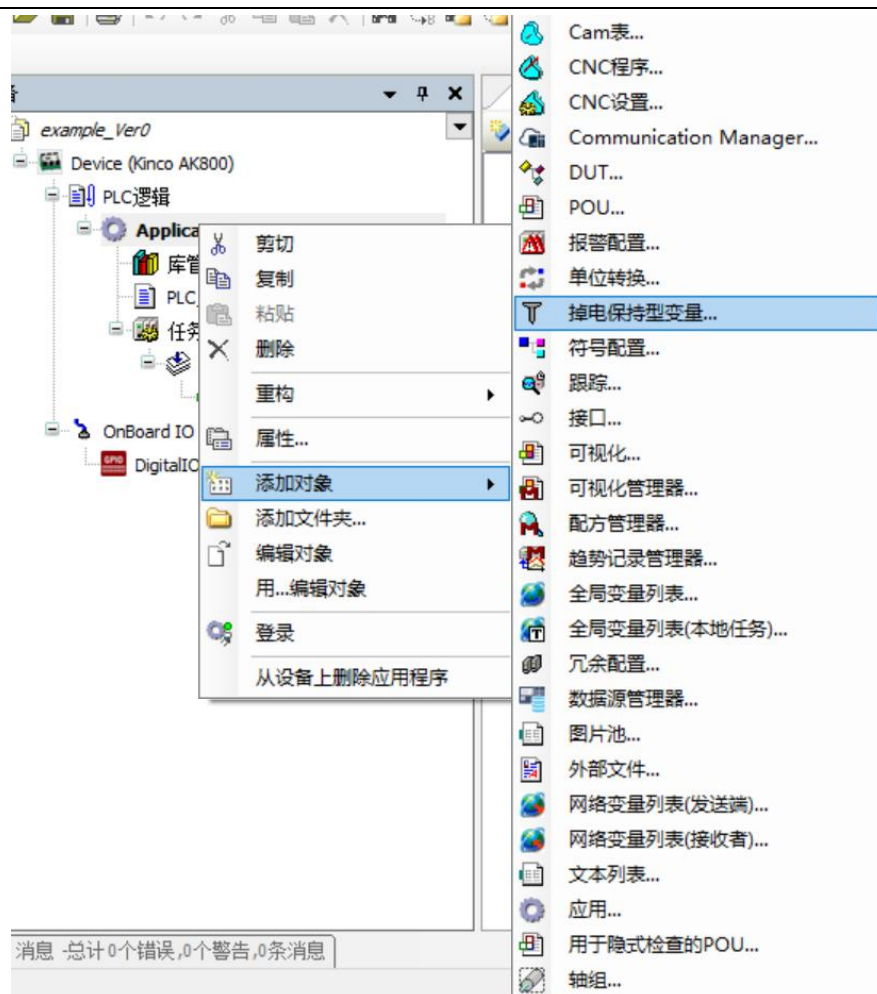 example_Ver0
Device (Kinco AK800)
PLC逻辑
Applica
库管
PLC_
任务
OnBoard IO
DigitalIO
剪切
复制
粘贴
删除
重构
属性...
添加对象
添加文件夹...
编辑对象
用...编辑对象
登录
从设备上删除应用程序
Cam表...
CNC程序...
CNC设置...
Communication Manager...
DUT...
POU...
报警配置...
单位转换...
掉电保持型变量...
符号配置...
跟踪...
接口...
可视化...
可视化管理器...
配方管理器...
趋势记录管理器...
全局变量列表...
全局变量列表(本地任务)...
冗余配置...
数据源管理器...
图片池...
外部文件...
网络变量列表(发送端)...
网络变量列表(接收者)...
文本列表...
应用...
用于隐式检查的POU...
轴组...
消息 -总计0个错误,0个警告,0条消息